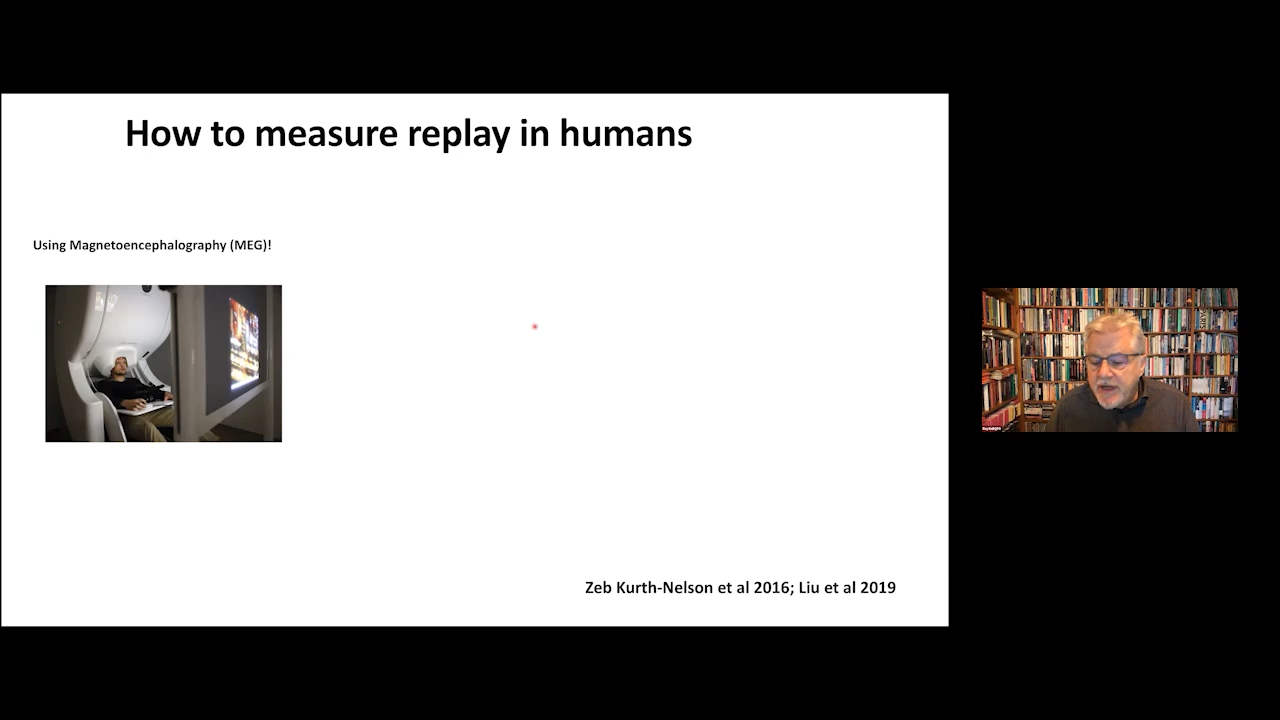 How to measure replay in humans
Using Magnetoencephalography (MEG)!
Zeb Kurth-Nelson et al 2016; Liu et al 2019